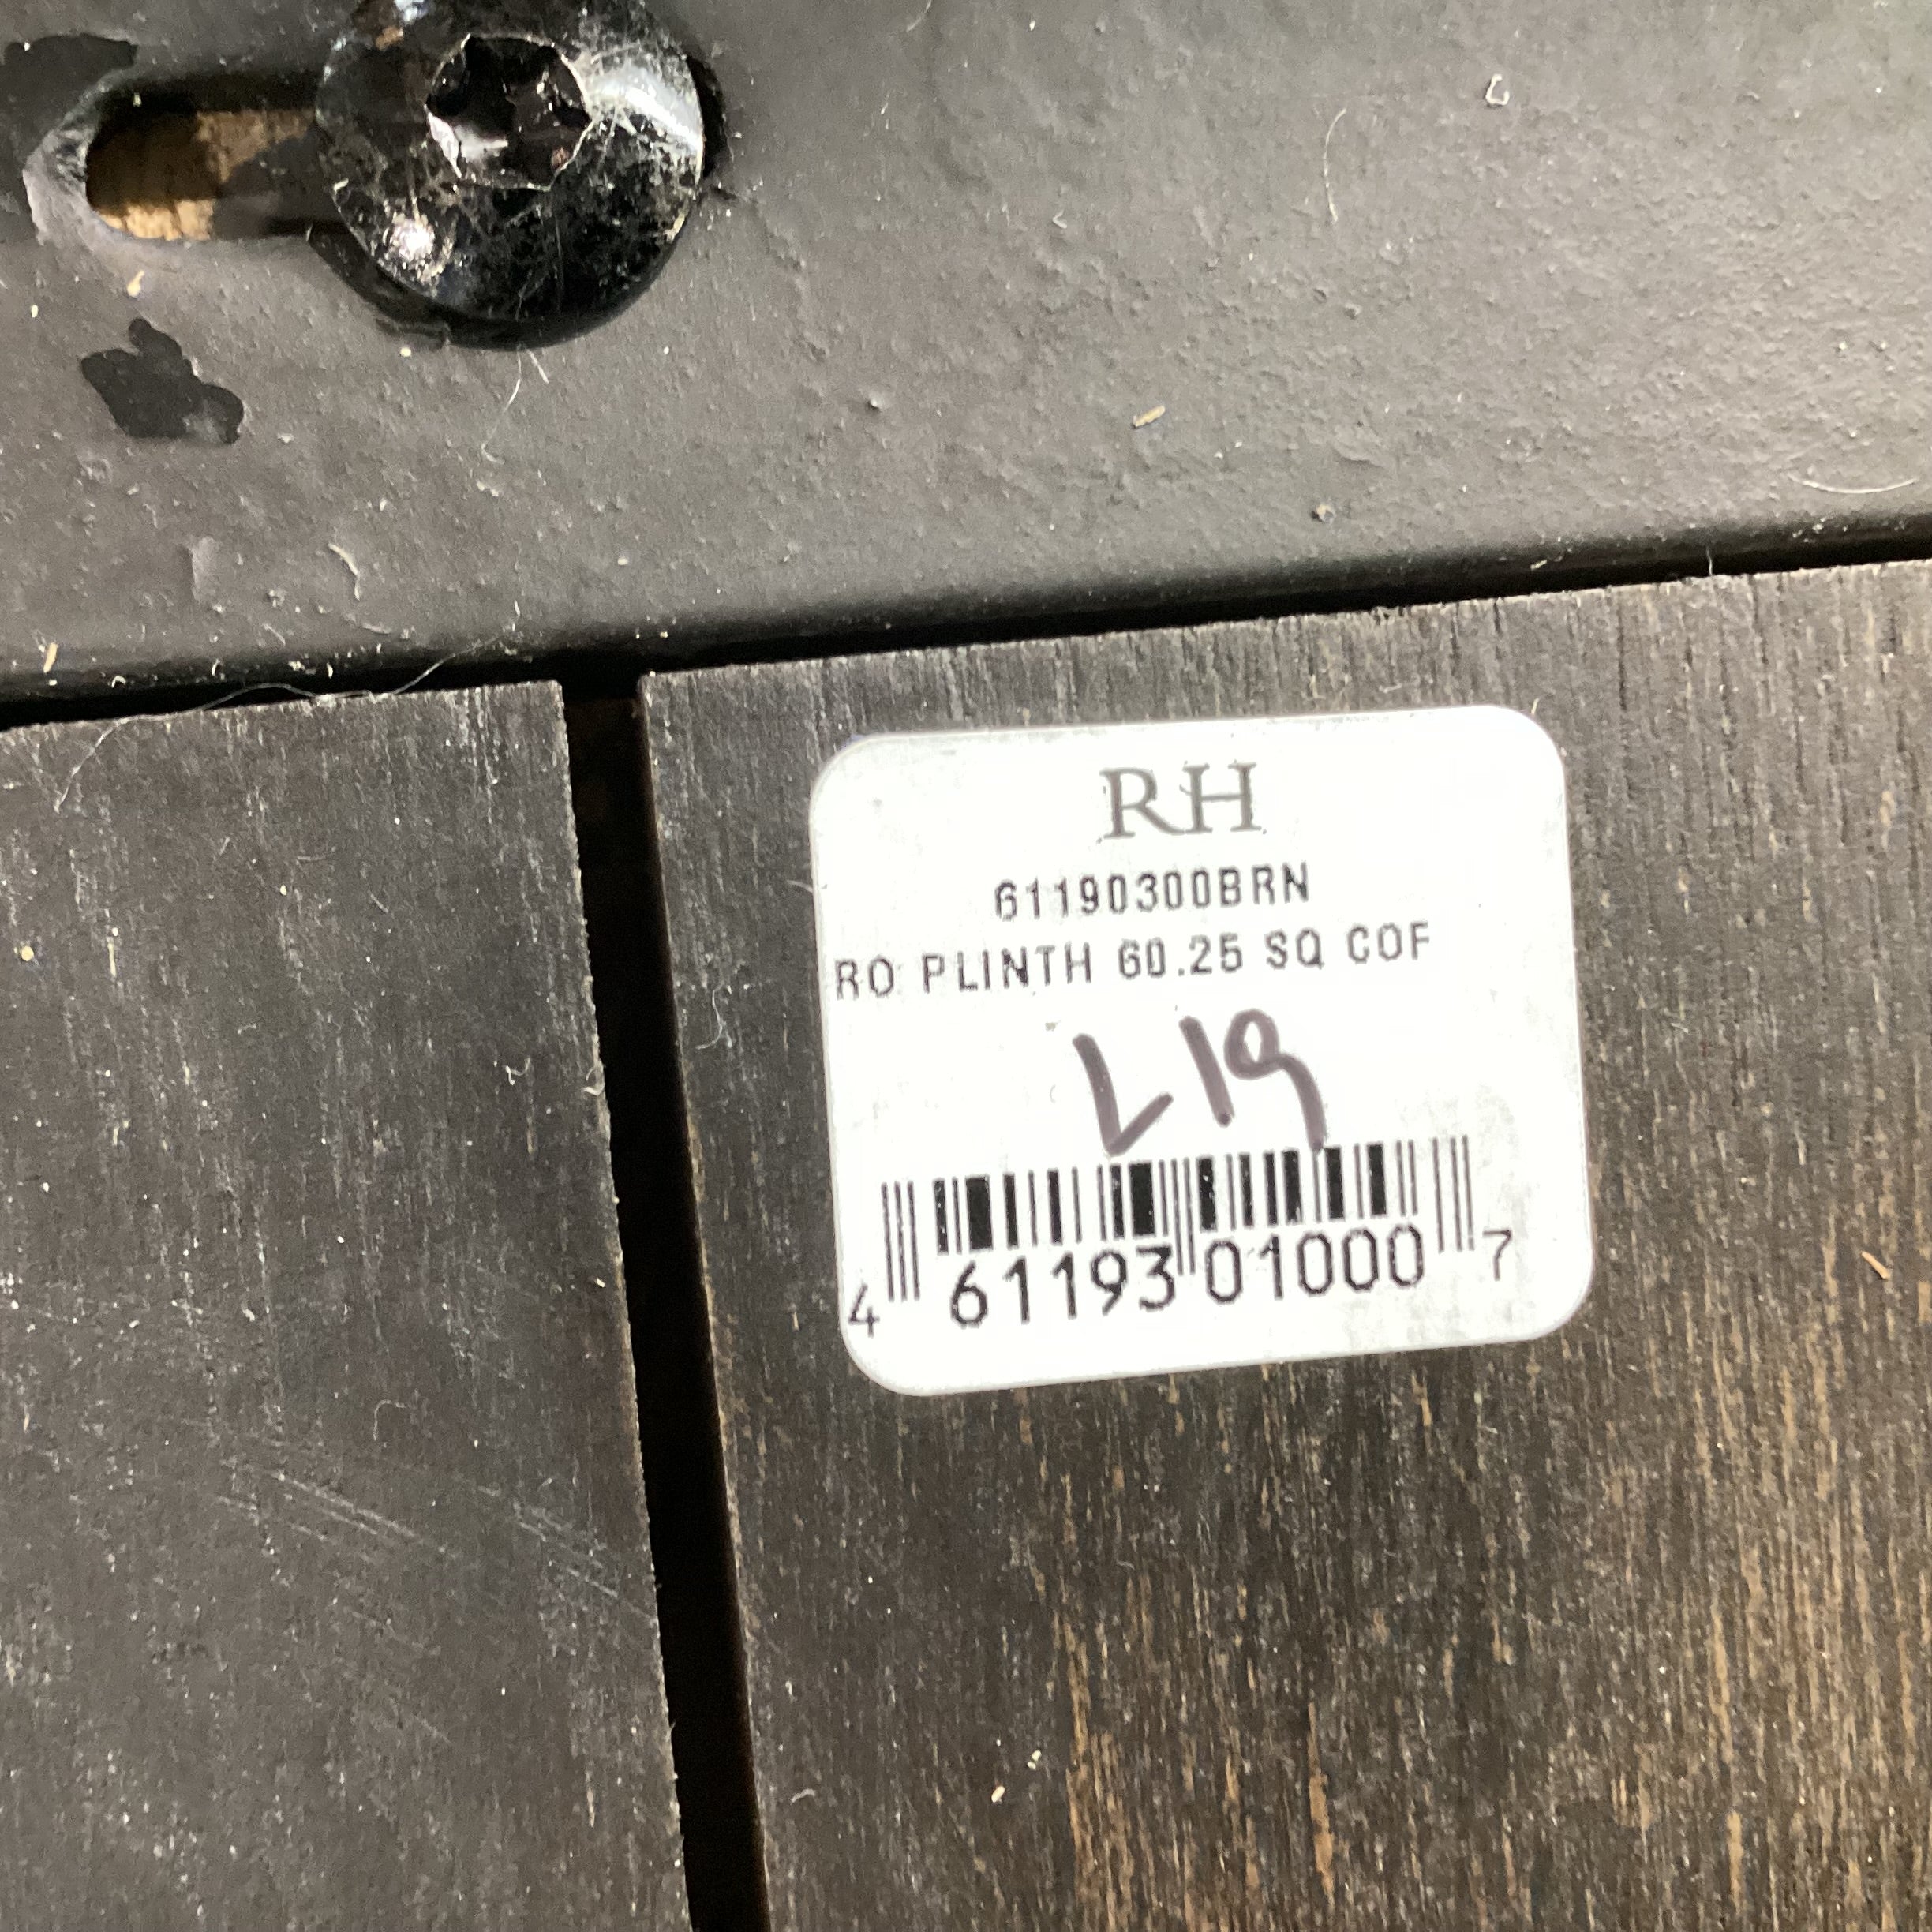 RH
61190300BRN
RO PLINTH 60.25 SQ COF
L19
4 61193 01000 7